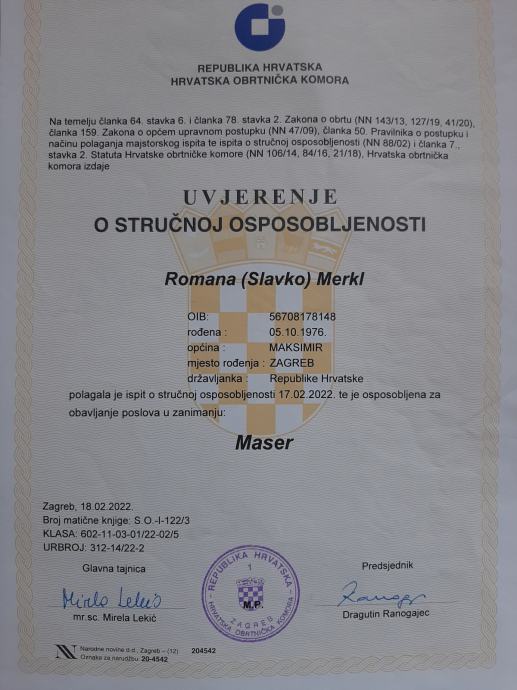 REPUBLIKA HRVATSKA
HRVATSKA OBRTNIČKA KOMORA
Na temelju članka 64. stavka 6. i članka 78. stavka 2. Zakona o obrtu (NN 143/13, 127/19, 41/20),
članka 159. Zakona o općem upravnom postupku (NN 47/09), članka 50. Pravilnika o postupku i
načinu polaganja majstorskog ispita te ispita o stručnoj osposobljenosti (NN 88/02) i članka 7.,
stavka 2. Statuta Hrvatske obrtničke komore (NN 106/14, 84/16, 21/18), Hrvatska obrtnička
komora izdaje
UVJERENJE
O STRUČNOJ OSPOSOBLJENOSTI
Romana (Slavko) Merkl
OIB: 56708178148
rođena : 05.10.1976.
općina : MAKSIMIR
mjesto rođenja : ZAGREB
državljanka : Republike Hrvatske
polagala je ispit o stručnoj osposobljenosti 17.02.2022. te je osposobljena za
obavljanje poslova u zanimanju:
Maser
Zagreb, 18.02.2022.
Broj matične knjige: S.O.-I-122/3
KLASA: 602-11-03-01/22-02/5
URBROJ: 312-14/22-2
Glavna tajnica
Predsjednik
REPUBLIKA HRVATSKA
1
M.P.
ZAGREB
HRVATSKA OBRTNIČKA KOMORA
Mirela Lekić
mr.sc. Mirela Lekić
Dragutin Ranogajec
Narodne novine d.d., Zagreb – (12) 204542
Oznaka za narudžbu: 20-4542